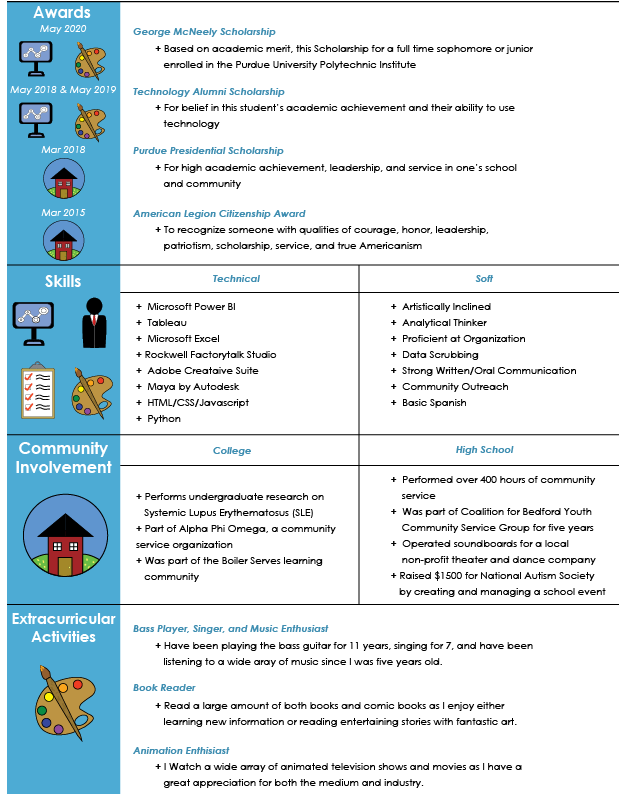 Awards
May 2020
George McNeely Scholarship
+ Based on academic merit, this Scholarship for a full time sophomore or junior
enrolled in the Purdue University Polytechnic Institute
May 2018 & May 2019
Technology Alumni Scholarship
+ For belief in this student's academic achievement and their ability to use
technology
Mar 2018
Purdue Presidential Scholarship
+ For high academic achievement, leadership, and service in one's school
and community
Mar 2015
American Legion Citizenship Award
+ To recognize someone with qualities of courage, honor, leadership,
patriotism, scholarship, service, and true Americanism
Skills
Technical
+ Microsoft Power BI
+ Tableau
+ Microsoft Excel
+ Rockwell Factorytalk Studio
+ Adobe Creataive Suite
+ Maya by Autodesk
+ HTML/CSS/Javascript
+ Python
Soft
+ Artistically Inclined
+ Analytical Thinker
+ Proficient at Organization
+ Data Scrubbing
+ Strong Written/Oral Communication
+ Community Outreach
+ Basic Spanish
Community
Involvement
College
+ Performs undergraduate research on
Systemic Lupus Erythematosus (SLE)
+ Part of Alpha Phi Omega, a community
service organization
+ Was part of the Boiler Serves learning
community
High School
+ Performed over 400 hours of community
service
+ Was part of Coalition for Bedford Youth
Community Service Group for five years
+ Operated soundboards for a local
non-profit theater and dance company
+ Raised $1500 for National Autism Society
by creating and managing a school event
Extracurricular
Activities
Bass Player, Singer, and Music Enthusiast
+ Have been playing the bass guitar for 11 years, singing for 7, and have been
listening to a wide aray of music since I was five years old.
Book Reader
+ Read a large amount of both books and comic books as I enjoy either
learning new information or reading entertaining stories with fantastic art.
Animation Enthisiast
+ I Watch a wide array of animated television shows and movies as I have a
great appreciation for both the medium and industry.